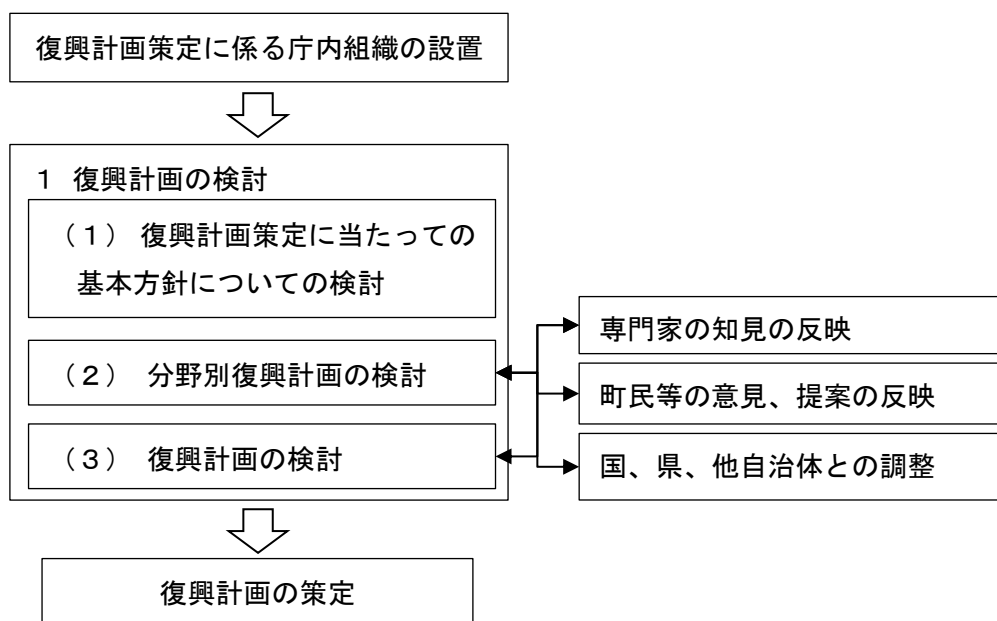 復興計画策定に係る庁内組織の設置
1 復興計画の検討
(1) 復興計画策定に当たっての
基本方針についての検討
(2) 分野別復興計画の検討
(3) 復興計画の検討
専門家の知見の反映
町民等の意見、提案の反映
国、県、他自治体との調整
復興計画の策定